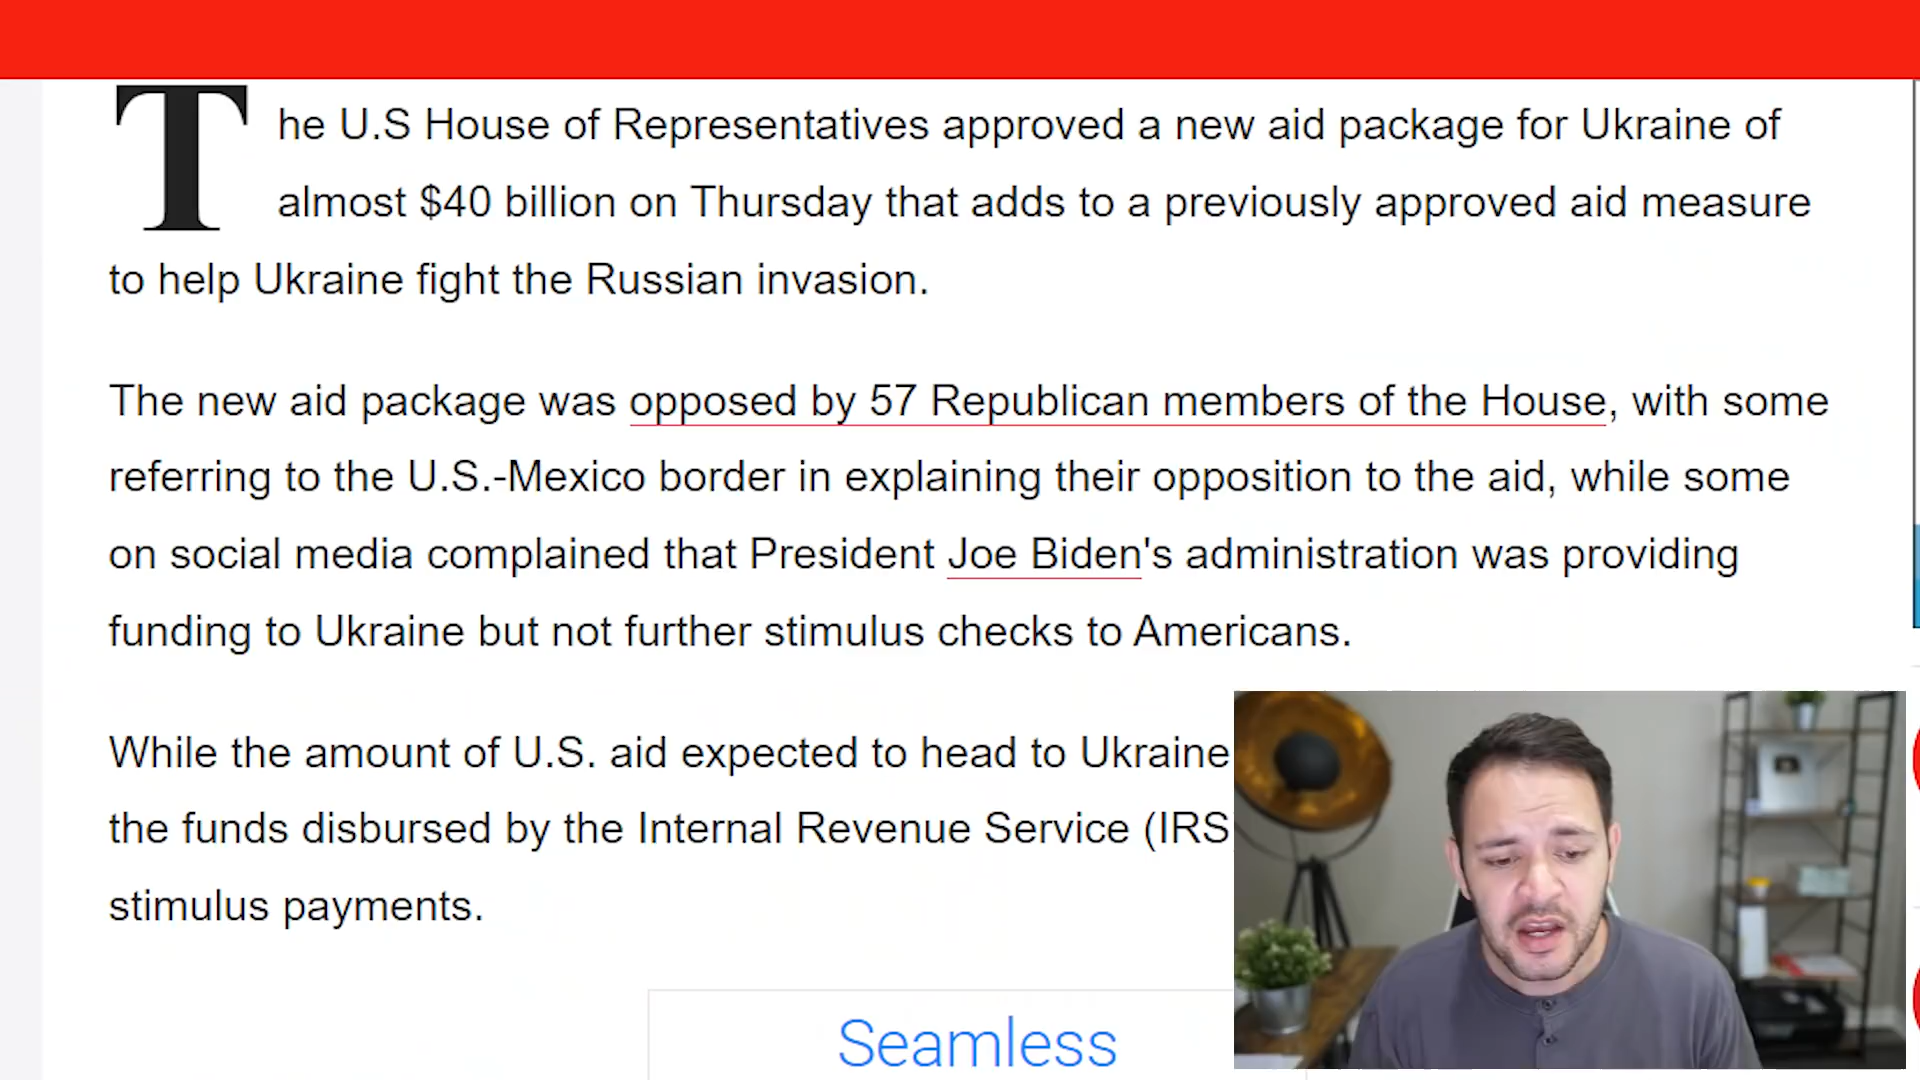 The U.S House of Representatives approved a new aid package for Ukraine of
almost $40 billion on Thursday that adds to a previously approved aid measure
to help Ukraine fight the Russian invasion.
The new aid package was opposed by 57 Republican members of the House, with some
referring to the U.S.-Mexico border in explaining their opposition to the aid, while some
on social media complained that President Joe Biden's administration was providing
funding to Ukraine but not further stimulus checks to Americans.
While the amount of U.S. aid expected to head to Ukraine
the funds disbursed by the Internal Revenue Service (IRS
stimulus payments.
Seamless